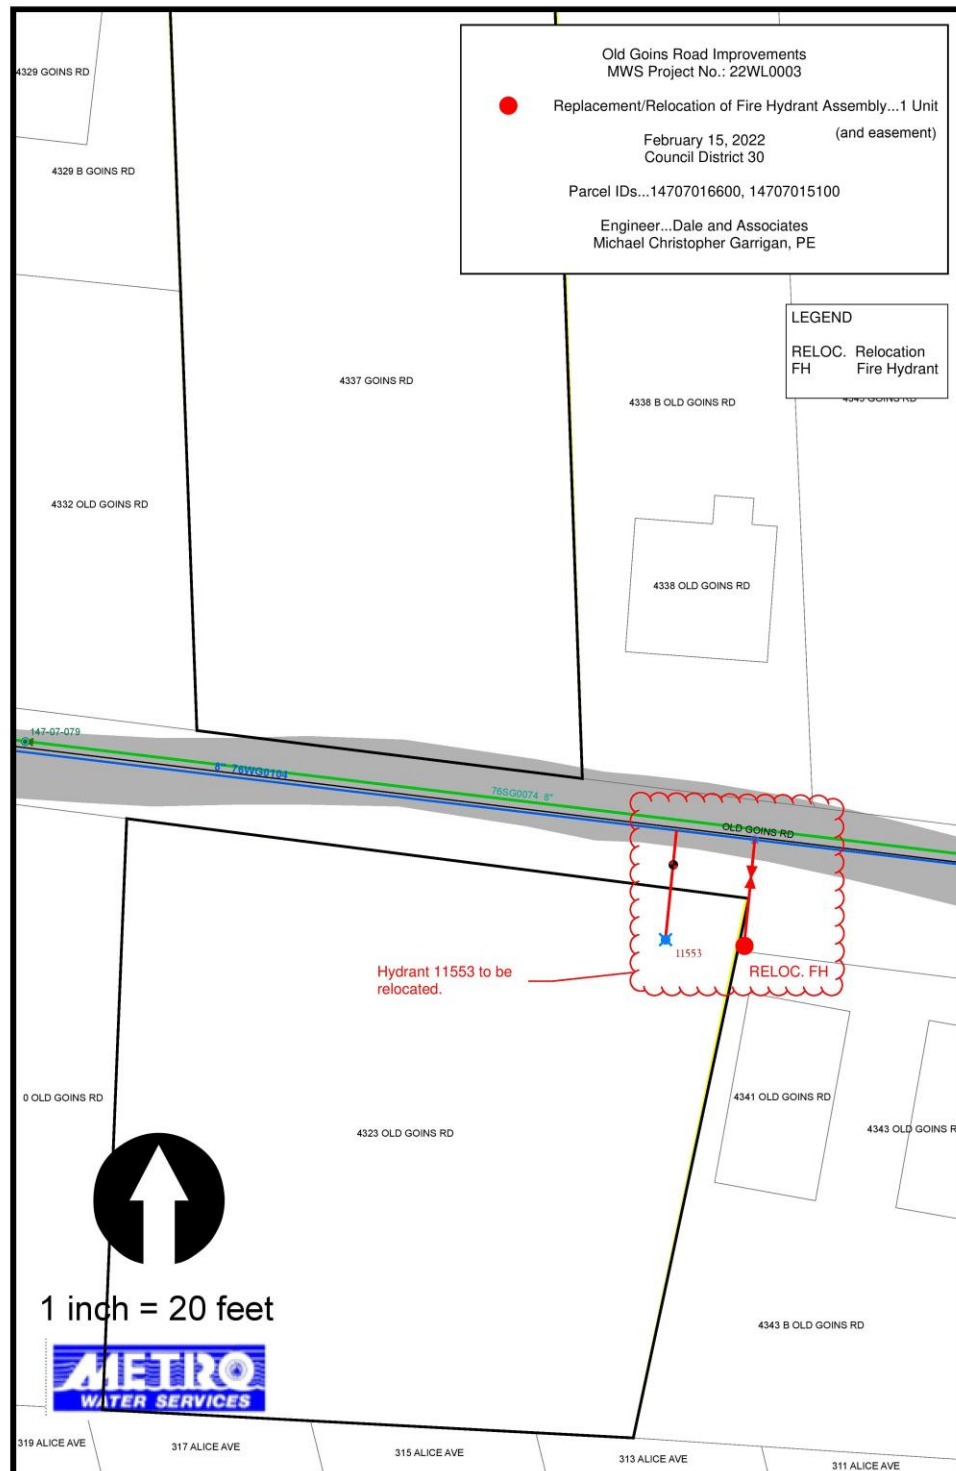 Old Goins Road Improvements
MWS Project No.: 22WL0003
Replacement/Relocation of Fire Hydrant Assembly...1 Unit
(and easement)
February 15, 2022
Council District 30
Parcel IDs...14707016600, 14707015100
Engineer...Dale and Associates
Michael Christopher Garrigan, PE
LEGEND
RELOC. Relocation
FH Fire Hydrant
4329 GOINS RD
4329 B GOINS RD
4337 GOINS RD
4338 B OLD GOINS RD
4345 GOINS RD
4332 OLD GOINS RD
4338 OLD GOINS RD
147-07-079
8" 76WG0104
76SG0074 8"
OLD GOINS RD
11553
RELOC. FH
Hydrant 11553 to be
relocated.
0 OLD GOINS RD
4323 OLD GOINS RD
4341 OLD GOINS RD
4343 OLD GOINS R
1 inch = 20 feet
4343 B OLD GOINS RD
METRO
WATER SERVICES
319 ALICE AVE
317 ALICE AVE
315 ALICE AVE
313 ALICE AVE
311 ALICE AVE